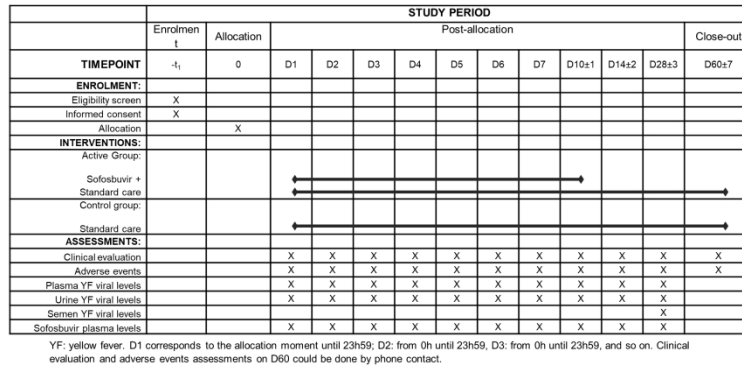 STUDY PERIOD
Enrolmen
t
Allocation
Post-allocation
Close-out
TIMEPOINT -t1 0 D1 D2 D3 D4 D5 D6 D7 D10±1 D14±2 D28±3 D60±7
ENROLMENT:
Eligibility screen X
Informed consent X
Allocation X
INTERVENTIONS:
Active Group:
Sofosbuvir +
Standard care
Control group:
Standard care
ASSESSMENTS:
Clinical evaluation X X X X X X X X X X X
Adverse events X X X X X X X X X X X
Plasma YF viral levels X X X X X X X X X X
Urine YF viral levels X X X X X X X X X X
Semen YF viral levels X
Sofosbuvir plasma levels X X X X X X X X X X
YF: yellow fever. D1 corresponds to the allocation moment until 23h59; D2: from 0h until 23h59, D3: from 0h until 23h59, and so on. Clinical
evaluation and adverse events assessments on D60 could be done by phone contact.